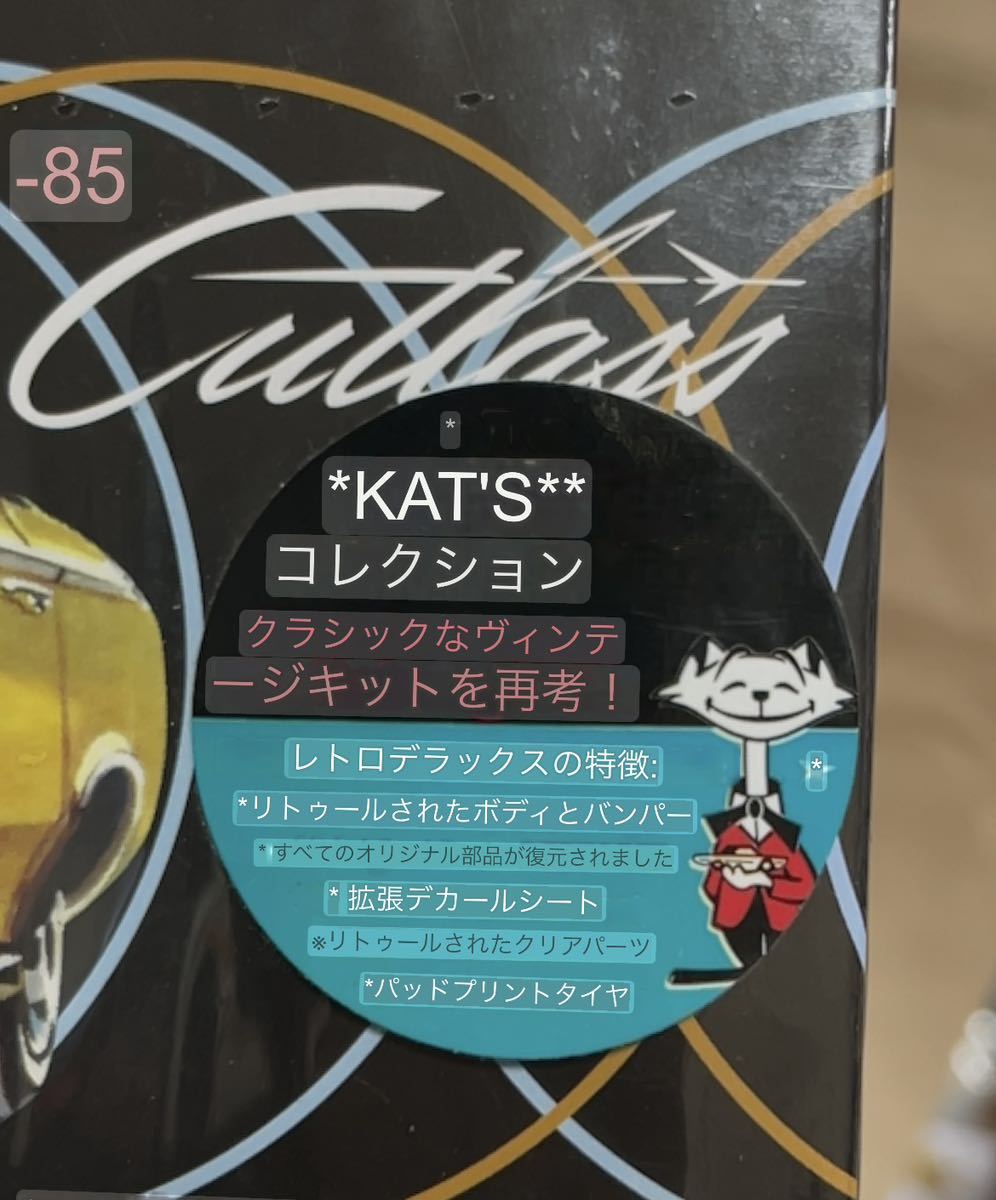 -85
Cutlass
*
*KAT'S**
コレクション
クラシックなヴィンテ
ージキットを再考！
レトロデラックスの特徴:
*
*リトゥールされたボディとバンパー
* すべてのオリジナル部品が復元されました
* 拡張デカールシート
※リトゥールされたクリアパーツ
*パッドプリントタイヤ